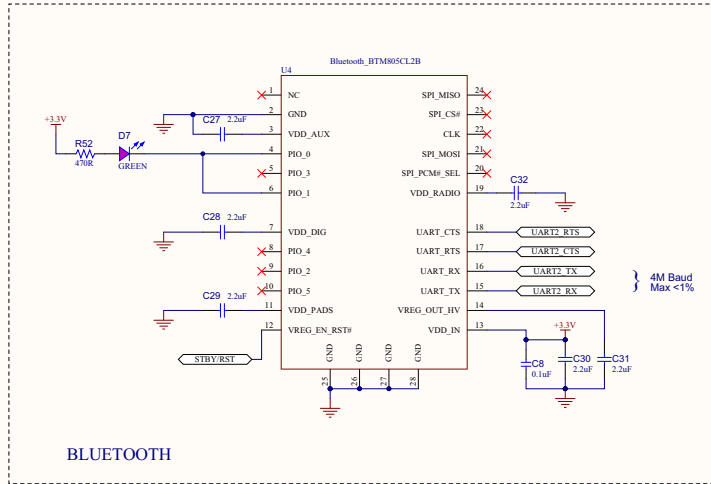 Bluetooth_BTM805CL2B
U4
1 NC
2 GND
3 VDD_AUX
4 PIO_0
5 PIO_3
6 PIO_1
7 VDD_DIG
8 PIO_4
9 PIO_2
10 PIO_5
11 VDD_PADS
12 VREG_EN_RST#
SPI_MISO 24
SPI_CS# 23
CLK 22
SPI_MOSI 21
SPI_PCM#_SEL 20
VDD_RADIO 19
UART_CTS 18
UART_RTS 17
UART_RX 16
UART_TX 15
VREG_OUT_HV 14
VDD_IN 13
GND GND GND GND
25 26 27 28
C27 2.2uF
+3.3V
R52
470R
D7
GREEN
C28 2.2uF
C29 2.2uF
STBY/RST
C32
2.2uF
UART2_RTS
UART2_CTS
UART2_TX
UART2_RX
} 4M Baud
Max <1%
+3.3V
C8
0.1uF
C30
2.2uF
C31
2.2uF
BLUETOOTH